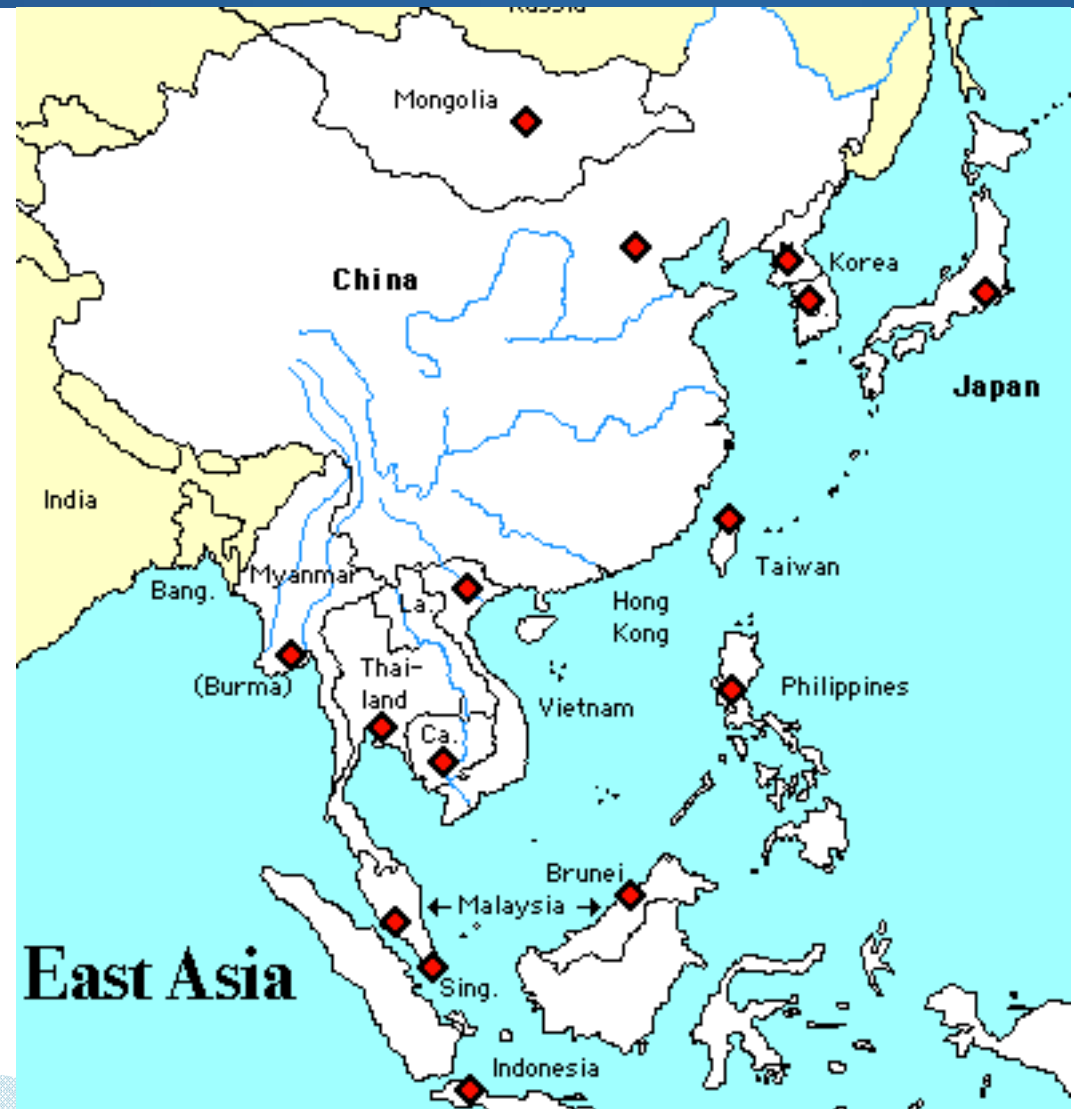 Russia
Mongolia
China
Korea
Japan
India
Bang.
Myanmar
(Burma)
La.
Thai-
land
Ca.
Vietnam
Hong
Kong
Taiwan
Philippines
Brunei
← Malaysia →
Sing.
East Asia
Indonesia